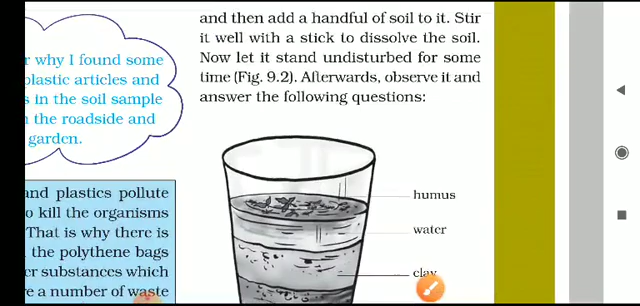 and then add a handful of soil to it. Stir
it well with a stick to dissolve the soil.
Now let it stand undisturbed for some
time (Fig. 9.2). Afterwards, observe it and
answer the following questions:
why I found some
plastic articles and
in the soil sample
the roadside and
garden.
and plastics pollute
kill the organisms
That is why there is
the polythene bags
substances which
a number of waste
humus
water
clay